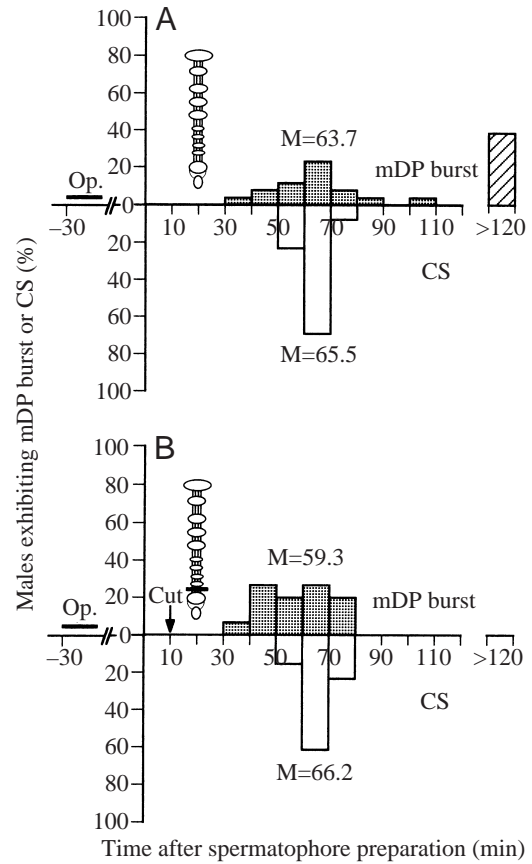 Males exhibiting mDP burst or CS (%)
A
100
80
60
40
20
0
20
40
60
80
100
Op.
M=63.7
mDP burst
–30
10
30
50
70
90
110
>120
CS
M=65.5
B
100
80
60
40
20
0
20
40
60
80
100
Op.
Cut
M=59.3
mDP burst
–30
10
30
50
70
90
110
>120
CS
M=66.2
Time after spermatophore preparation (min)